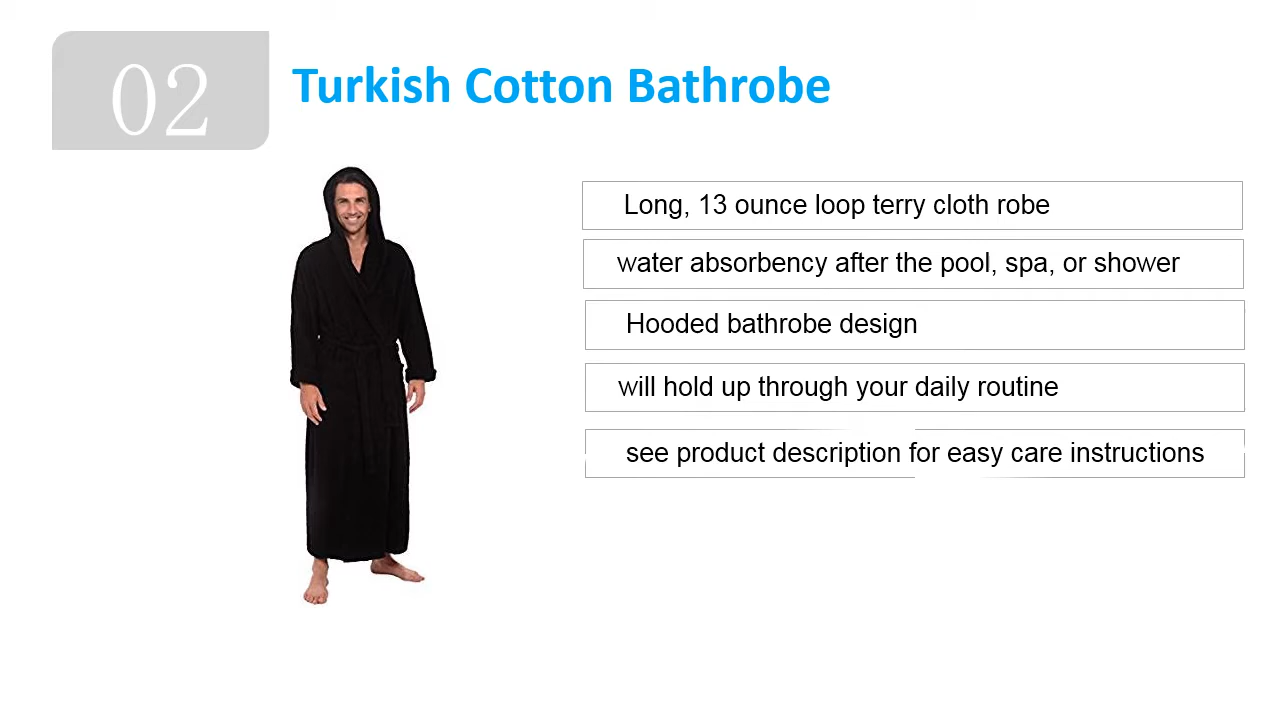 02
Turkish Cotton Bathrobe
Long, 13 ounce loop terry cloth robe
water absorbency after the pool, spa, or shower
Hooded bathrobe design
will hold up through your daily routine
see product description for easy care instructions